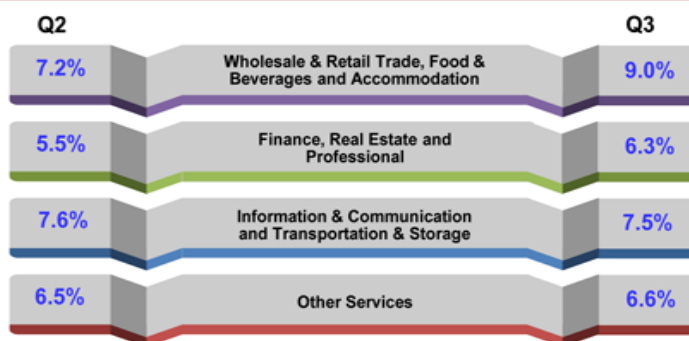 Q2
Q3
7.2%
Wholesale & Retail Trade, Food &
Beverages and Accommodation
9.0%
5.5%
Finance, Real Estate and
Professional
6.3%
7.6%
Information & Communication
and Transportation & Storage
7.5%
6.5%
Other Services
6.6%